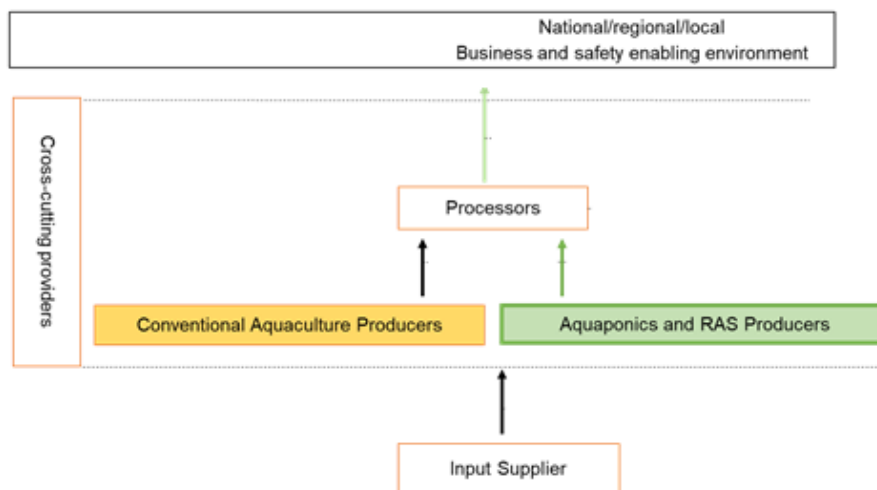 National/regional/local
Business and safety enabling environment
Cross-cutting providers
Processors
Conventional Aquaculture Producers
Aquaponics and RAS Producers
Input Supplier